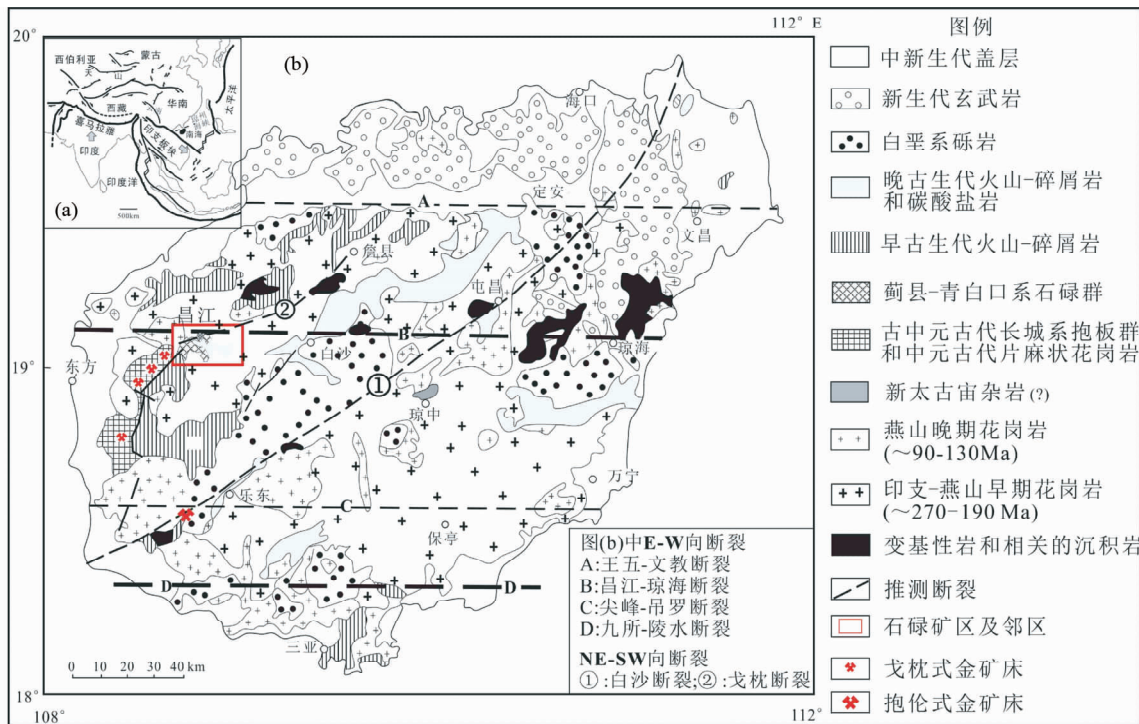 112° E
20°
(b)
西伯利亚
蒙古
天
山
西藏
华南
太平洋
喜马拉雅
印度
印支板块
南海
印度洋
(a)
500km
海口
定安
A
文昌
儋县
屯昌
②
昌江
B
白沙
琼海
19°
东方
①
琼中
万宁
乐东
C
保亭
D
D
三亚
0 10 20 30 40 km
18°
108°
112°
图(b)中E-W向断裂
A:王五-文教断裂
B:昌江-琼海断裂
C:尖峰-吊罗断裂
D:九所-陵水断裂
NE-SW向断裂
①:白沙断裂;②:戈枕断裂
图例
中新生代盖层
新生代玄武岩
白垩系砾岩
晚古生代火山-碎屑岩
和碳酸盐岩
早古生代火山-碎屑岩
蓟县-青白口系石碌群
古中元古代长城系抱板群
和中元古代片麻状花岗岩
新太古宙杂岩(?)
燕山晚期花岗岩
(～90-130Ma)
印支-燕山早期花岗岩
(～270-190 Ma)
变基性岩和相关的沉积岩
推测断裂
石碌矿区及邻区
戈枕式金矿床
抱伦式金矿床